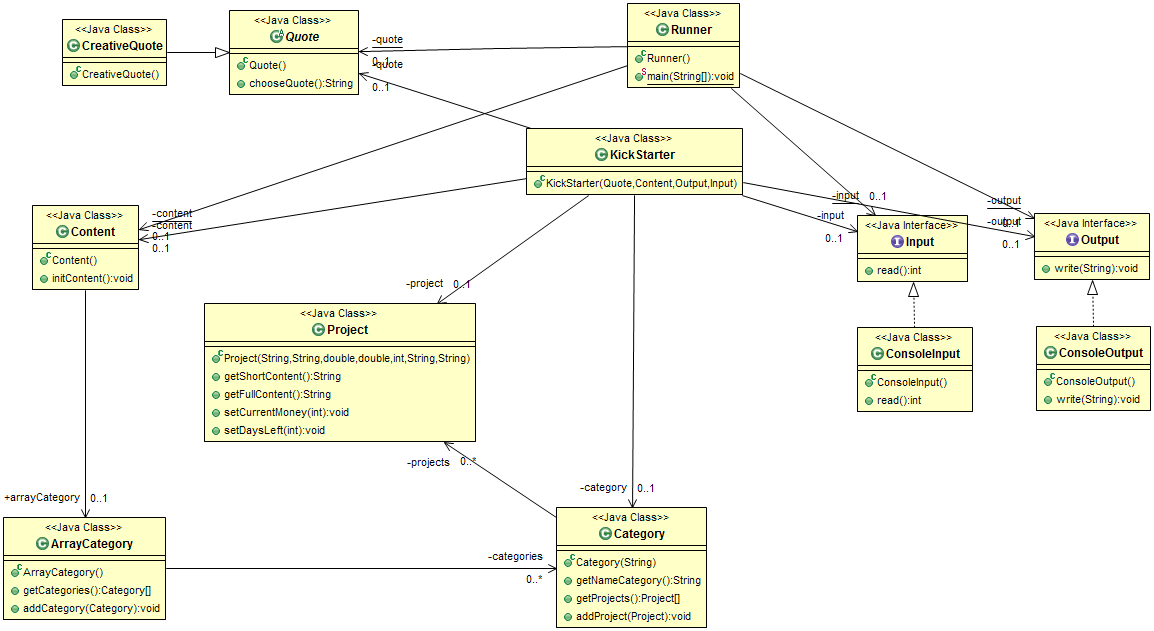 <<Java Class>>
CreativeQuote
CreativeQuote()
<<Java Class>>
Quote
Quote()
chooseQuote():String
<<Java Class>>
Runner
Runner()
main(String[]):void
-quote
0..1
-quote
0..1
<<Java Class>>
KickStarter
KickStarter(Quote,Content,Output,Input)
<<Java Class>>
Content
Content()
initContent():void
-content
-content
0..1
0..1
-input
0..1
-input
0..1
-output
0..1
-output
0..1
<<Java Interface>>
Input
read():int
<<Java Interface>>
Output
write(String):void
-project
0..1
<<Java Class>>
Project
Project(String,String,double,double,int,String,String)
getShortContent():String
getFullContent():String
setCurrentMoney(int):void
setDaysLeft(int):void
<<Java Class>>
ConsoleInput
ConsoleInput()
read():int
<<Java Class>>
ConsoleOutput
ConsoleOutput()
write(String):void
-projects
0..*
-category
0..1
+arrayCategory
0..1
<<Java Class>>
ArrayCategory
ArrayCategory()
getCategories():Category[]
addCategory(Category):void
-categories
0..*
<<Java Class>>
Category
Category(String)
getNameCategory():String
getProjects():Project[]
addProject(Project):void